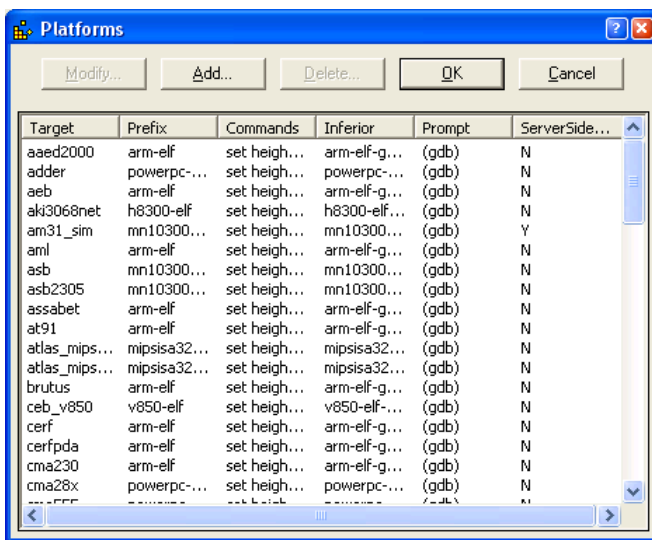 Platforms
Modify... Add... Delete... OK Cancel
Target Prefix Commands Inferior Prompt ServerSide...
aaed2000 arm-elf set heigh... arm-elf-g... (gdb) N
adder powerpc-... set heigh... powerpc-... (gdb) N
aeb arm-elf set heigh... arm-elf-g... (gdb) N
aki3068net h8300-elf set heigh... h8300-elf... (gdb) N
am31_sim mn10300... set heigh... mn10300... (gdb) Y
aml arm-elf set heigh... arm-elf-g... (gdb) N
asb mn10300... set heigh... mn10300... (gdb) N
asb2305 mn10300... set heigh... mn10300... (gdb) N
assabet arm-elf set heigh... arm-elf-g... (gdb) N
at91 arm-elf set heigh... arm-elf-g... (gdb) N
atlas_mips... mipsisa32... set heigh... mipsisa32... (gdb) N
atlas_mips... mipsisa32... set heigh... mipsisa32... (gdb) N
brutus arm-elf set heigh... arm-elf-g... (gdb) N
ceb_v850 v850-elf set heigh... v850-elf-... (gdb) N
cerf arm-elf set heigh... arm-elf-g... (gdb) N
cerfpda arm-elf set heigh... arm-elf-g... (gdb) N
cma230 arm-elf set heigh... arm-elf-g... (gdb) N
cma28x powerpc-... set heigh... powerpc-... (gdb) N